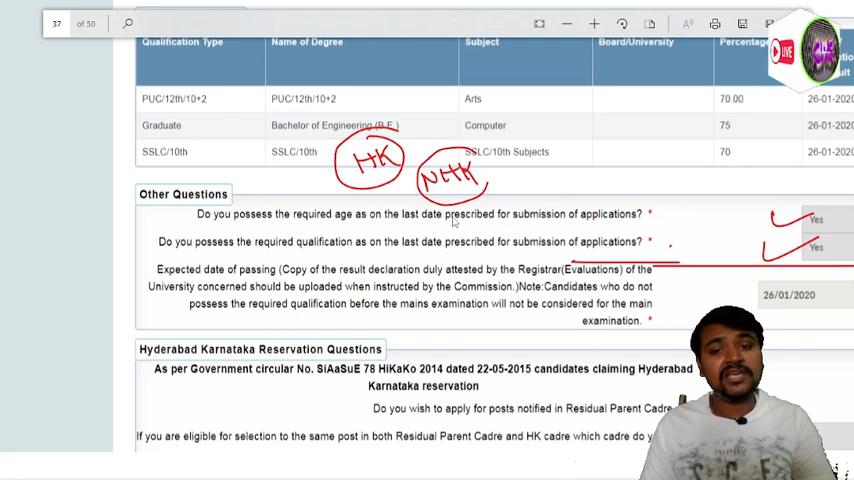 37 of 50
LIVE
Qualification Type Name of Degree Subject Board/University Percentage
PUC/12th/10+2 PUC/12th/10+2 Arts 70.00 26-01-2020
Graduate Bachelor of Engineering (B.E.) Computer 75 26-01-2020
SSLC/10th SSLC/10th SSLC/10th Subjects 70 26-01-2020
HK
NHK
Other Questions
Do you possess the required age as on the last date prescribed for submission of applications? * Yes
Do you possess the required qualification as on the last date prescribed for submission of applications? * Yes
Expected date of passing (Copy of the result declaration duly attested by the Registrar(Evaluations) of the
University concerned should be uploaded when instructed by the Commission.)Note:Candidates who do not
possess the required qualification before the mains examination will not be considered for the main
examination. *
26/01/2020
Hyderabad Karnataka Reservation Questions
As per Government circular No. SiAaSuE 78 HiKaKo 2014 dated 22-05-2015 candidates claiming Hyderabad
Karnataka reservation
Do you wish to apply for posts notified in Residual Parent Cadre
If you are eligible for selection to the same post in both Residual Parent Cadre and HK cadre which cadre do